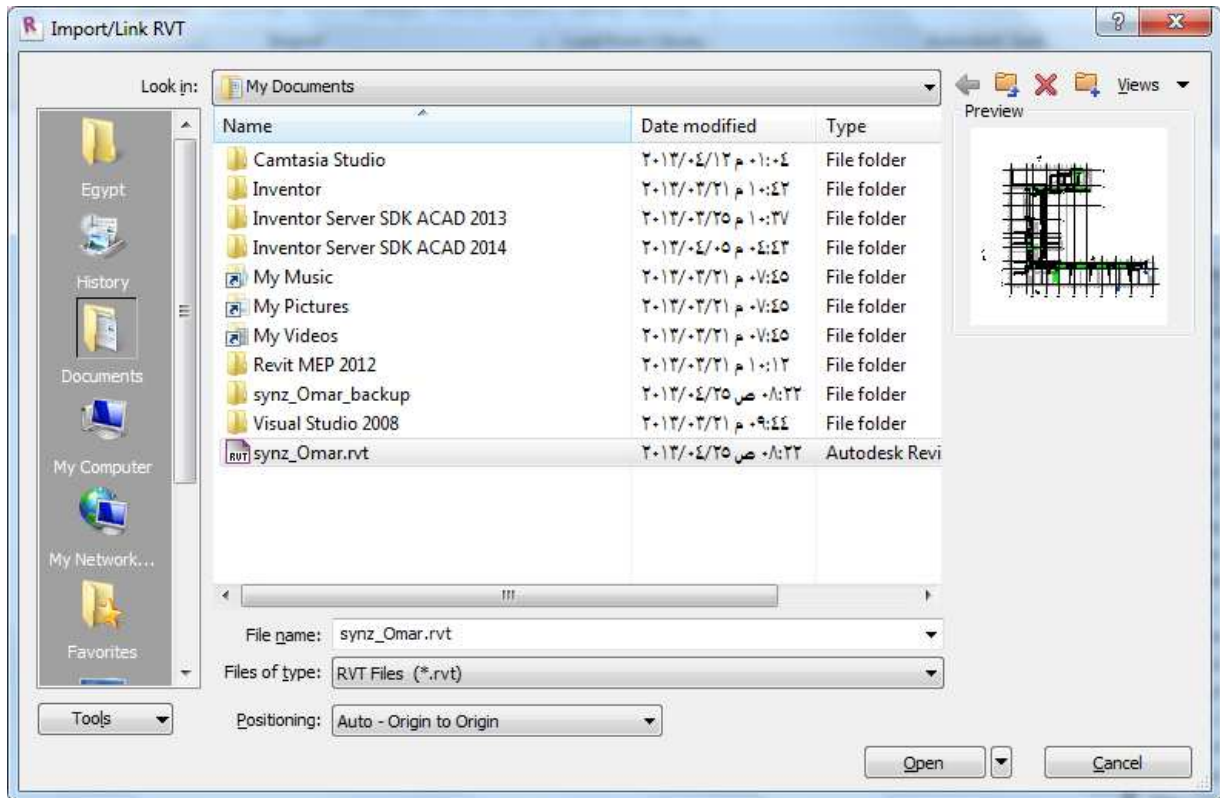 Import/Link RVT
Look in: My Documents
Views
Preview
Name Date modified Type
Camtasia Studio ٢٠١٣/٠٤/١٢ م ٠١:٠٤ File folder
Inventor ٢٠١٣/٠٣/٢١ م ١٠:٤٢ File folder
Inventor Server SDK ACAD 2013 ٢٠١٣/٠٣/٢٥ م ١٠:٣٧ File folder
Inventor Server SDK ACAD 2014 ٢٠١٣/٠٤/٠٥ م ٠٤:٤٣ File folder
My Music ٢٠١٣/٠٣/٢١ م ٠٧:٤٥ File folder
My Pictures ٢٠١٣/٠٣/٢١ م ٠٧:٤٥ File folder
My Videos ٢٠١٣/٠٣/٢١ م ٠٧:٤٥ File folder
Revit MEP 2012 ٢٠١٣/٠٣/٢١ م ١٠:١٢ File folder
synz_Omar_backup ٢٠١٣/٠٤/٢٥ ص ٠٨:٢٢ File folder
Visual Studio 2008 ٢٠١٣/٠٣/٢١ م ٠٩:٤٤ File folder
synz_Omar.rvt ٢٠١٣/٠٤/٢٥ ص ٠٨:٢٢ Autodesk Revi
Egypt
History
Documents
My Computer
My Network...
Favorites
File name: synz_Omar.rvt
Files of type: RVT Files (*.rvt)
Tools
Positioning: Auto - Origin to Origin
Open
Cancel